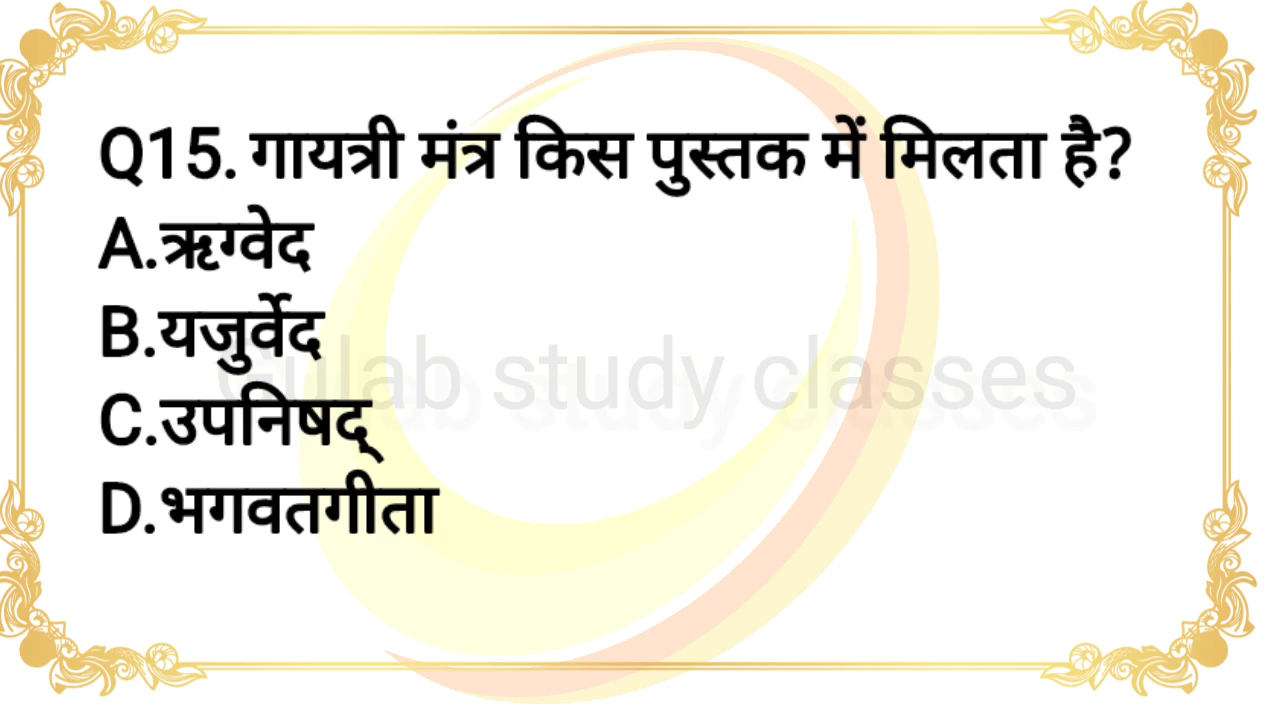 Q15. गायत्री मंत्र किस पुस्तक में मिलता है?
A.ऋग्वेद
B.यजुर्वेद
Gulab study classes
C.उपनिषद्
D.भगवतगीता